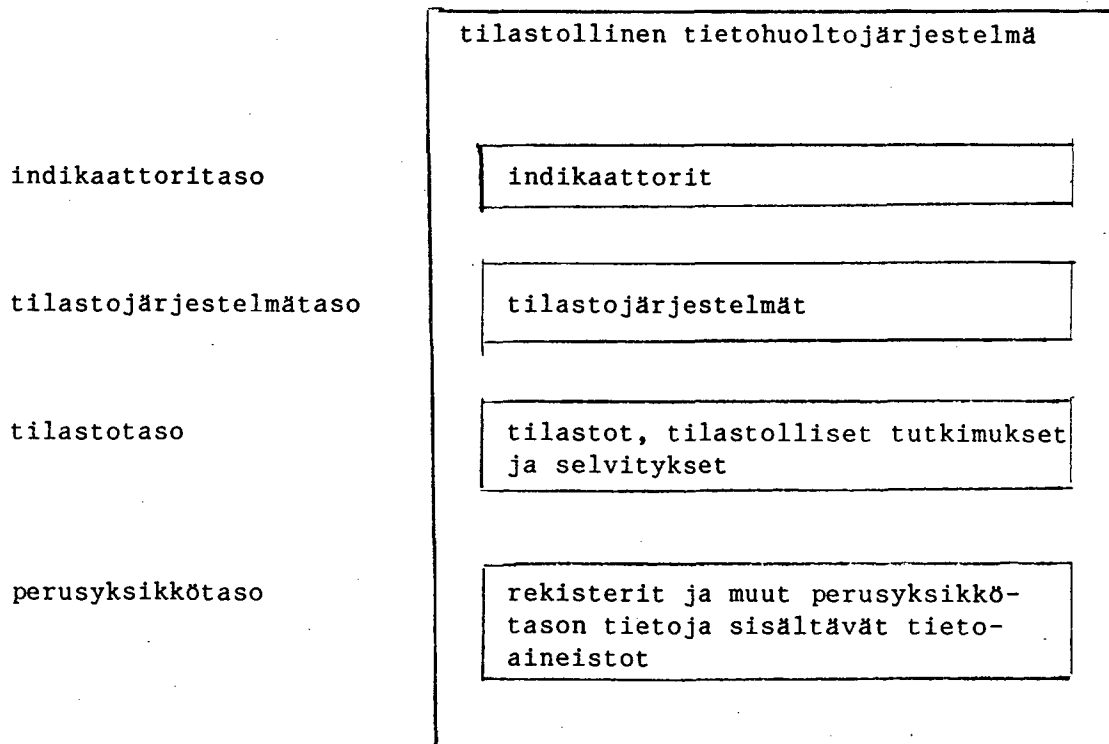 tilastollinen tietohuoltojärjestelmä
indikaattoritaso
indikaattorit
tilastojärjestelmätaso
tilastojärjestelmät
tilastotaso
tilastot, tilastolliset tutkimukset
ja selvitykset
perusyksikkötaso
rekisterit ja muut perusyksikkö-
tason tietoja sisältävät tieto-
aineistot